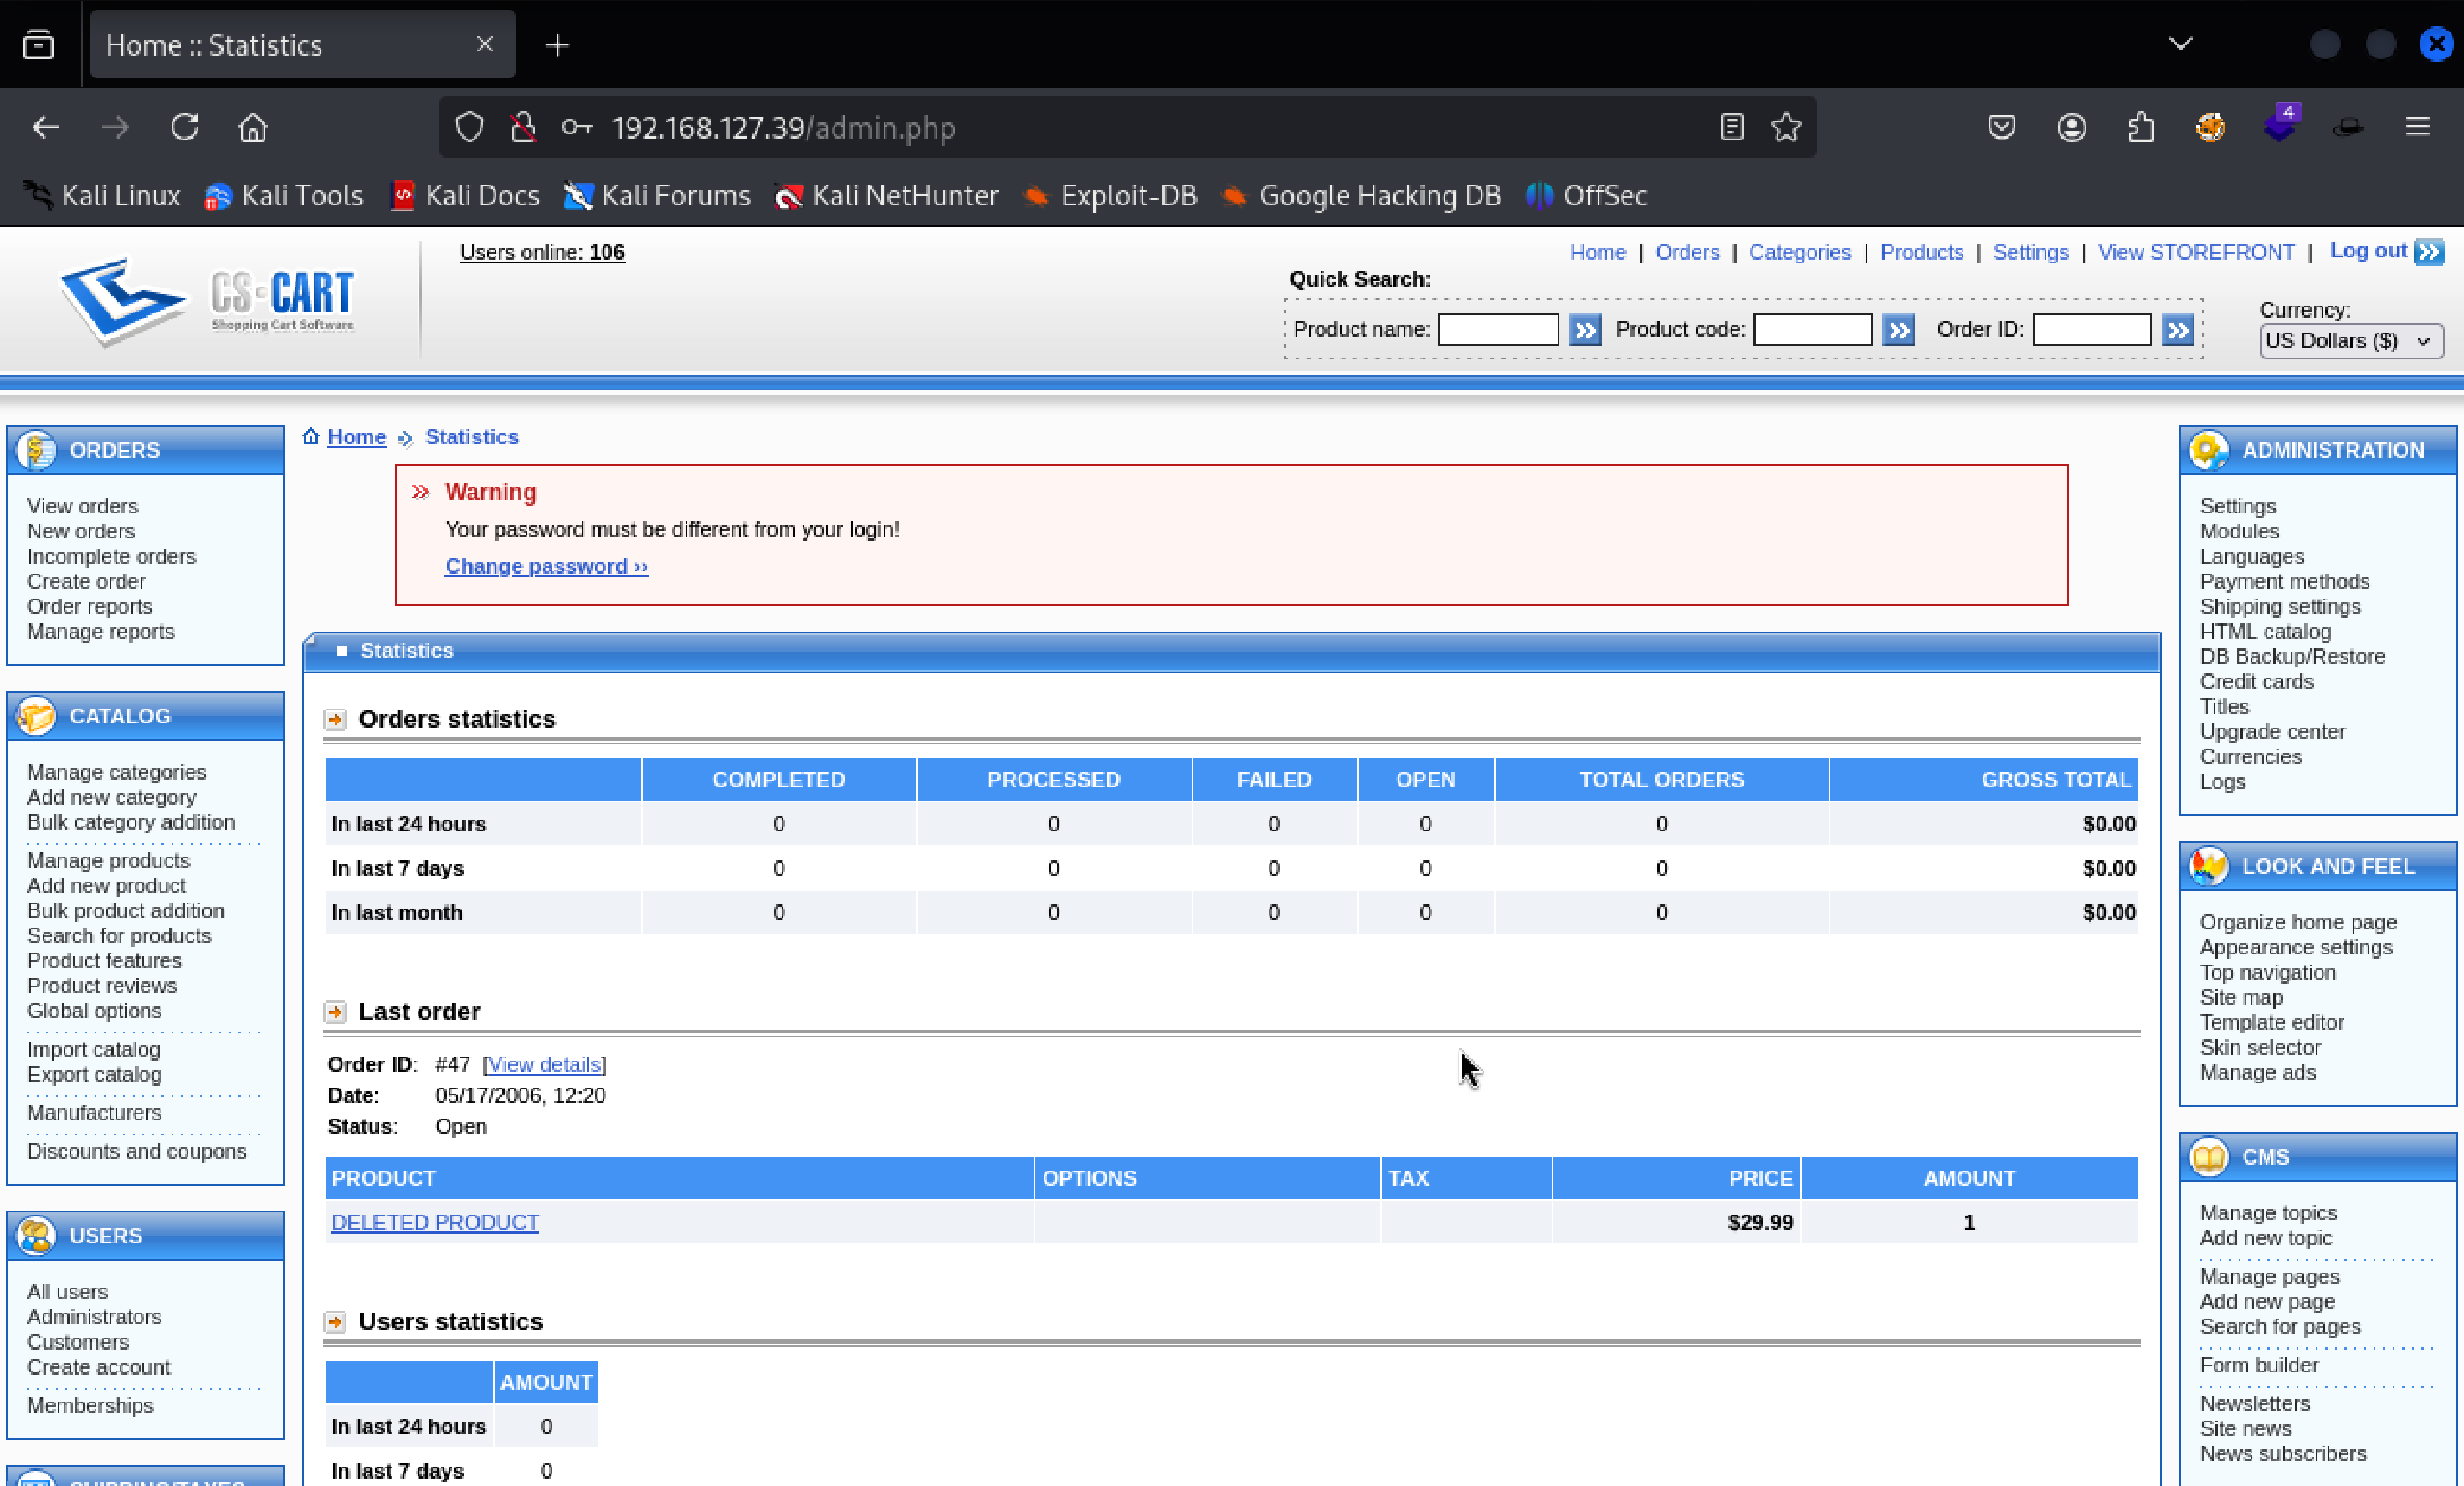 Home :: Statistics
192.168.127.39/admin.php
4
Kali Linux Kali Tools Kali Docs Kali Forums Kali NetHunter Exploit-DB Google Hacking DB OffSec
CS-CART
Shopping Cart Software
Users online: 106
Home | Orders | Categories | Products | Settings | View STOREFRONT | Log out
Quick Search:
Product name: Product code: Order ID:
Currency:
US Dollars ($)
ORDERS
View orders
New orders
Incomplete orders
Create order
Order reports
Manage reports
CATALOG
Manage categories
Add new category
Bulk category addition
Manage products
Add new product
Bulk product addition
Search for products
Product features
Product reviews
Global options
Import catalog
Export catalog
Manufacturers
Discounts and coupons
USERS
All users
Administrators
Customers
Create account
Memberships
Home Statistics
Warning
Your password must be different from your login!
Change password ››
Statistics
Orders statistics
COMPLETED PROCESSED FAILED OPEN TOTAL ORDERS GROSS TOTAL
In last 24 hours 0 0 0 0 0 $0.00
In last 7 days 0 0 0 0 0 $0.00
In last month 0 0 0 0 0 $0.00
Last order
Order ID: #47 [View details]
Date: 05/17/2006, 12:20
Status: Open
PRODUCT OPTIONS TAX PRICE AMOUNT
DELETED PRODUCT $29.99 1
Users statistics
AMOUNT
In last 24 hours 0
In last 7 days 0
ADMINISTRATION
Settings
Modules
Languages
Payment methods
Shipping settings
HTML catalog
DB Backup/Restore
Credit cards
Titles
Upgrade center
Currencies
Logs
LOOK AND FEEL
Organize home page
Appearance settings
Top navigation
Site map
Template editor
Skin selector
Manage ads
CMS
Manage topics
Add new topic
Manage pages
Add new page
Search for pages
Form builder
Newsletters
Site news
News subscribers